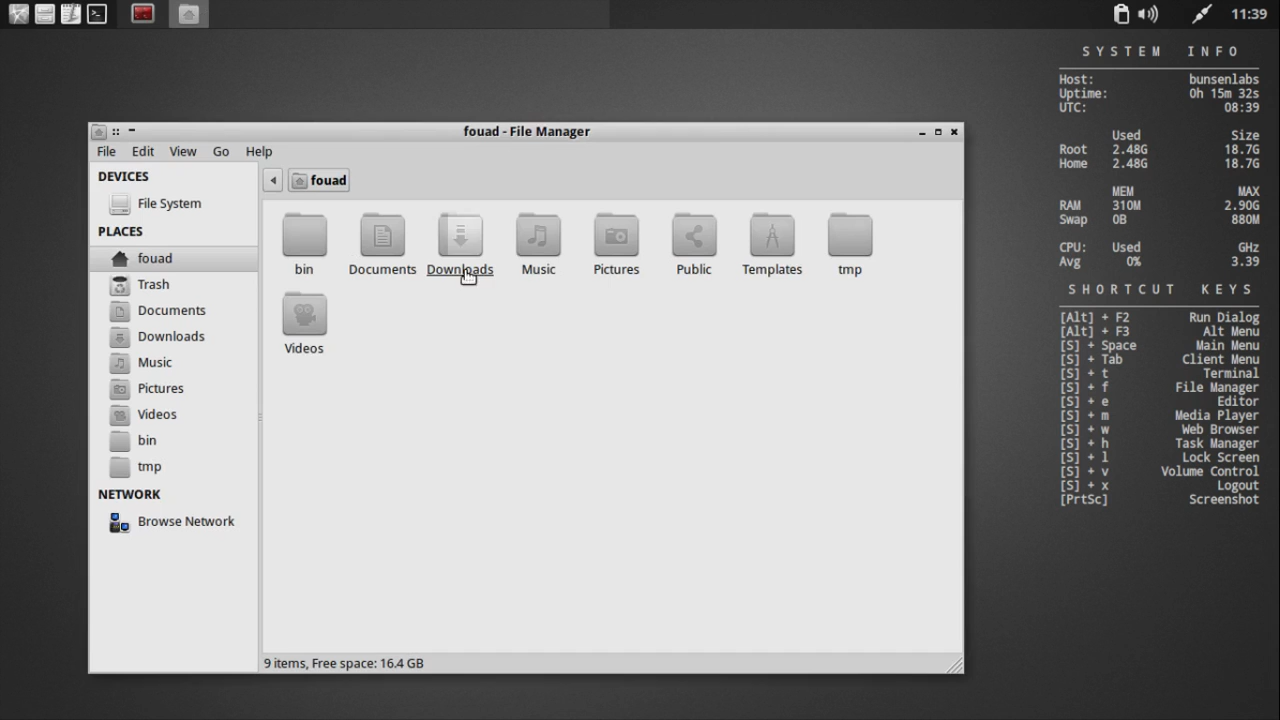 11:39
SYSTEM INFO
Host: bunsenlabs
Uptime: 0h 15m 32s
UTC: 08:39
Used Size
Root 2.48G 18.7G
Home 2.48G 18.7G
MEM MAX
RAM 310M 2.90G
Swap 0B 880M
CPU: Used GHz
Avg 0% 3.39
SHORTCUT KEYS
[Alt] + F2 Run Dialog
[Alt] + F3 Alt Menu
[S] + Space Main Menu
[S] + Tab Client Menu
[S] + t Terminal
[S] + f File Manager
[S] + e Editor
[S] + m Media Player
[S] + w Web Browser
[S] + h Task Manager
[S] + l Lock Screen
[S] + v Volume Control
[S] + x Logout
[PrtSc] Screenshot
fouad - File Manager
File Edit View Go Help
DEVICES
File System
PLACES
fouad
Trash
Documents
Downloads
Music
Pictures
Videos
bin
tmp
NETWORK
Browse Network
fouad
bin Documents Downloads Music Pictures Public Templates tmp
Videos
9 items, Free space: 16.4 GB